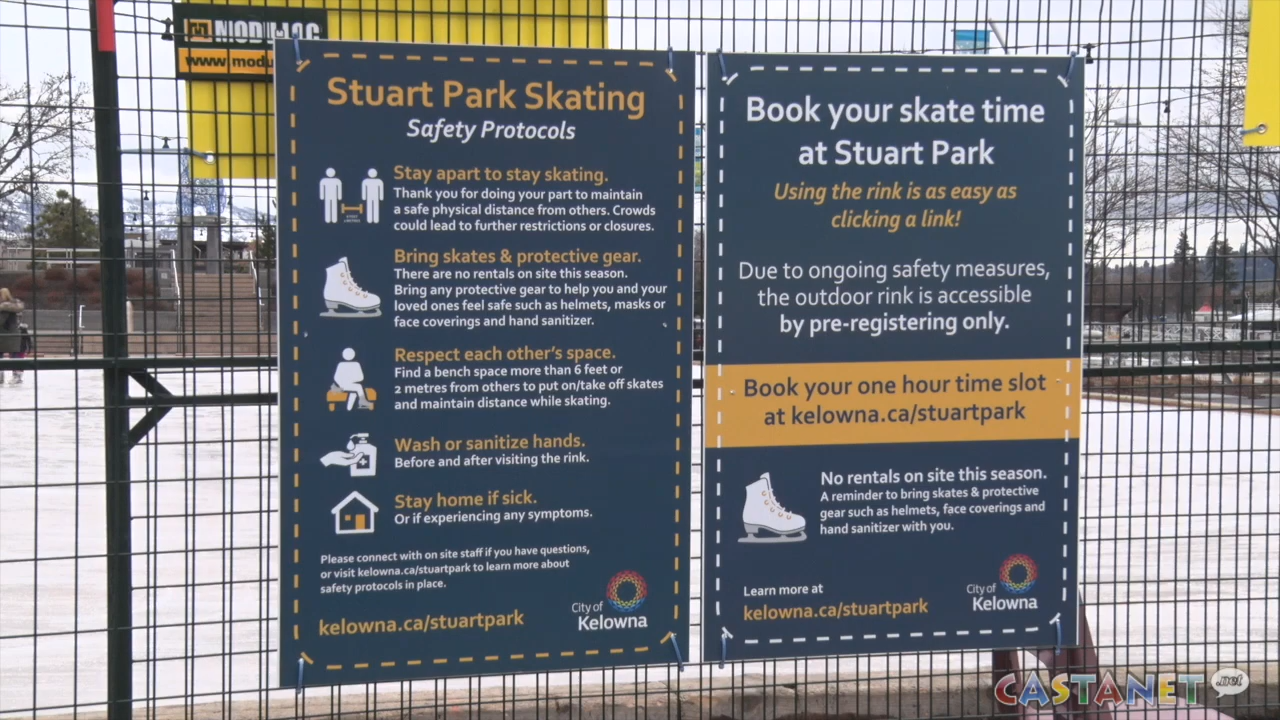 MODULOC
www.modu
Stuart Park Skating
Safety Protocols
Stay apart to stay skating.
Thank you for doing your part to maintain
a safe physical distance from others. Crowds
could lead to further restrictions or closures.
Bring skates & protective gear.
There are no rentals on site this season.
Bring any protective gear to help you and your
loved ones feel safe such as helmets, masks or
face coverings and hand sanitizer.
Respect each other's space.
Find a bench space more than 6 feet or
2 metres from others to put on/take off skates
and maintain distance while skating.
Wash or sanitize hands.
Before and after visiting the rink.
Stay home if sick.
Or if experiencing any symptoms.
Please connect with on site staff if you have questions,
or visit kelowna.ca/stuartpark to learn more about
safety protocols in place.
kelowna.ca/stuartpark
City of
Kelowna
Book your skate time
at Stuart Park
Using the rink is as easy as
clicking a link!
Due to ongoing safety measures,
the outdoor rink is accessible
by pre-registering only.
Book your one hour time slot
at kelowna.ca/stuartpark
No rentals on site this season.
A reminder to bring skates & protective
gear such as helmets, face coverings and
hand sanitizer with you.
Learn more at
kelowna.ca/stuartpark
City of
Kelowna
CASTANET .net